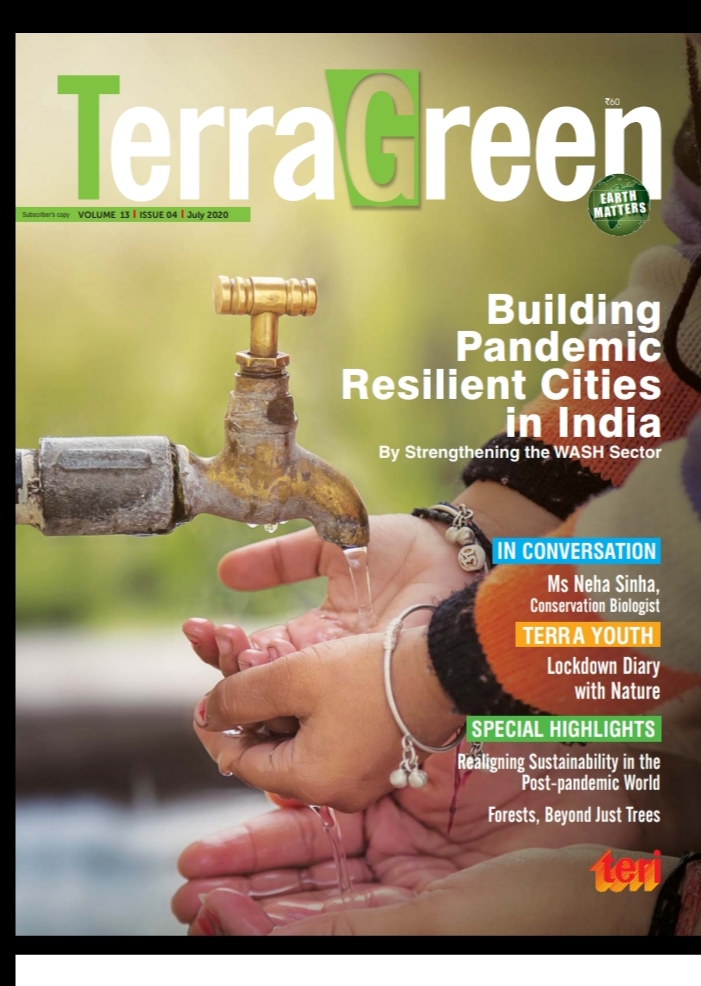 TerraGreen
₹60
EARTH
MATTERS
Subscriber's copy VOLUME 13 | ISSUE 04 | July 2020
Building
Pandemic
Resilient Cities
in India
By Strengthening the WASH Sector
IN CONVERSATION
Ms Neha Sinha,
Conservation Biologist
TERRA YOUTH
Lockdown Diary
with Nature
SPECIAL HIGHLIGHTS
Realigning Sustainability in the
Post-pandemic World
Forests, Beyond Just Trees
teri